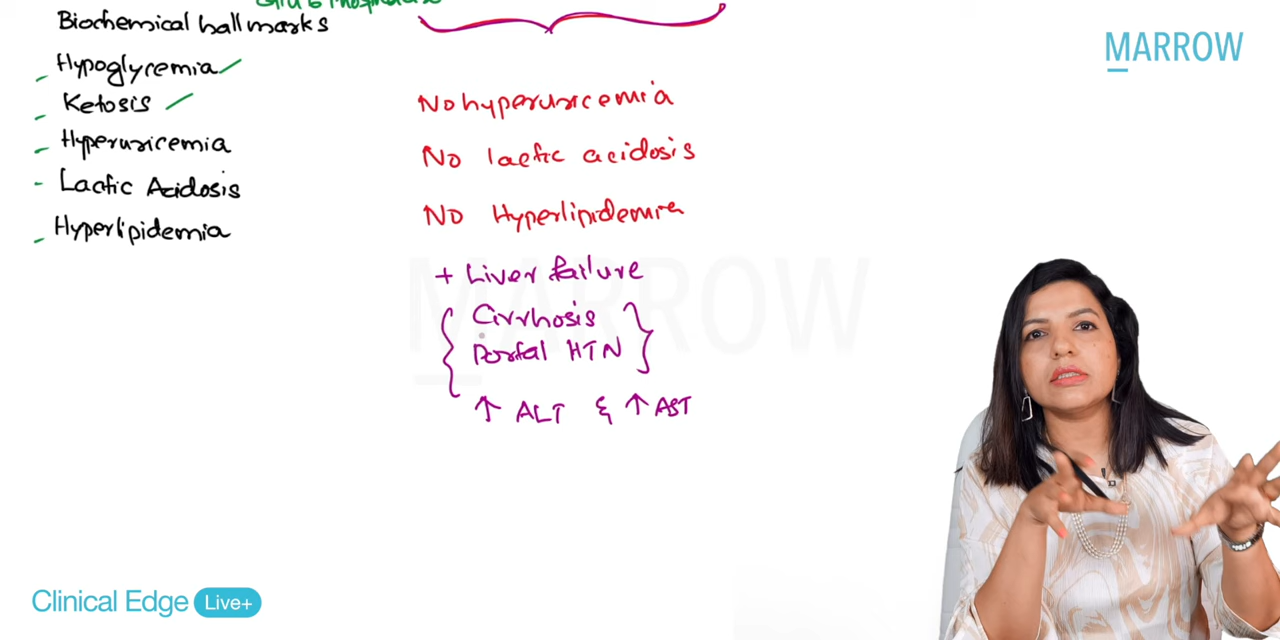 Biochemical hallmarks
- Hypoglycemia ✓
- Ketosis ✓
- Hyperuricemia
- Lactic Acidosis
- Hyperlipidemia
No hyperuricemia
No lactic acidosis
No Hyperlipidemia
+ Liver failure
Cirrhosis
Portal HTN
↑ ALT & ↑ AST
MARROW
MARROW
Clinical Edge Live+